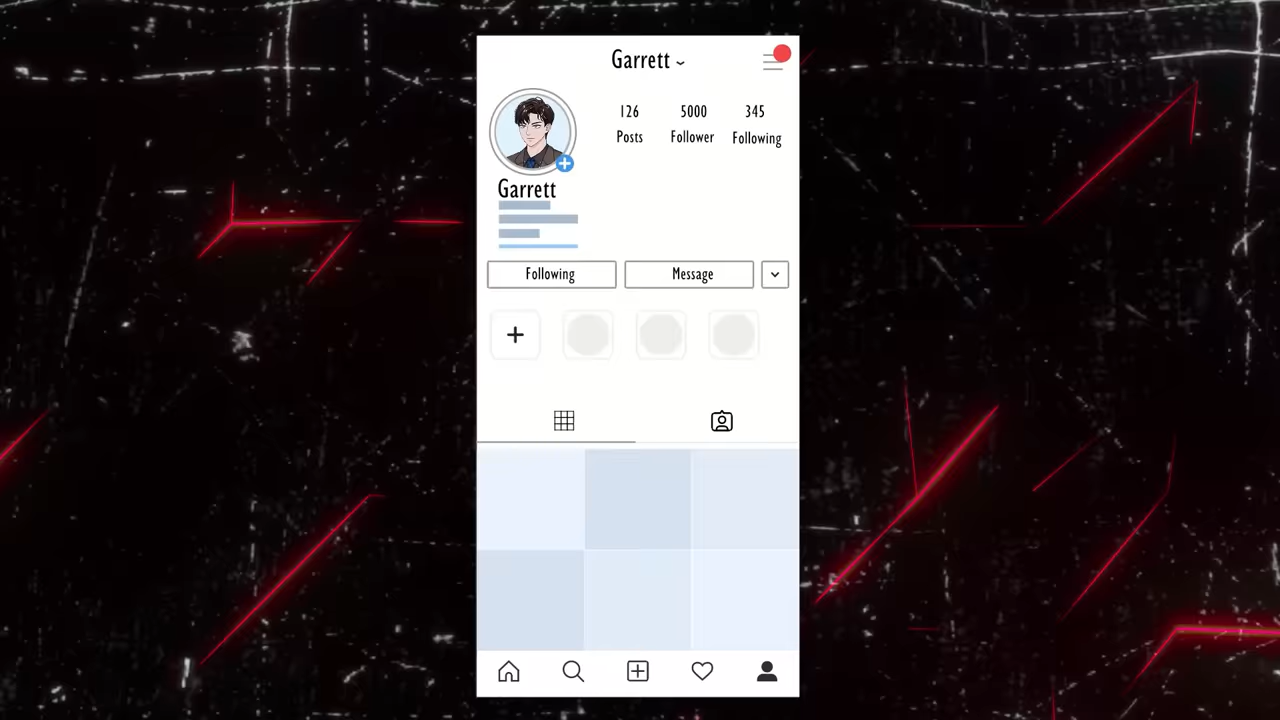 Garrett
126 5000 345
Posts Follower Following
Garrett
Following Message